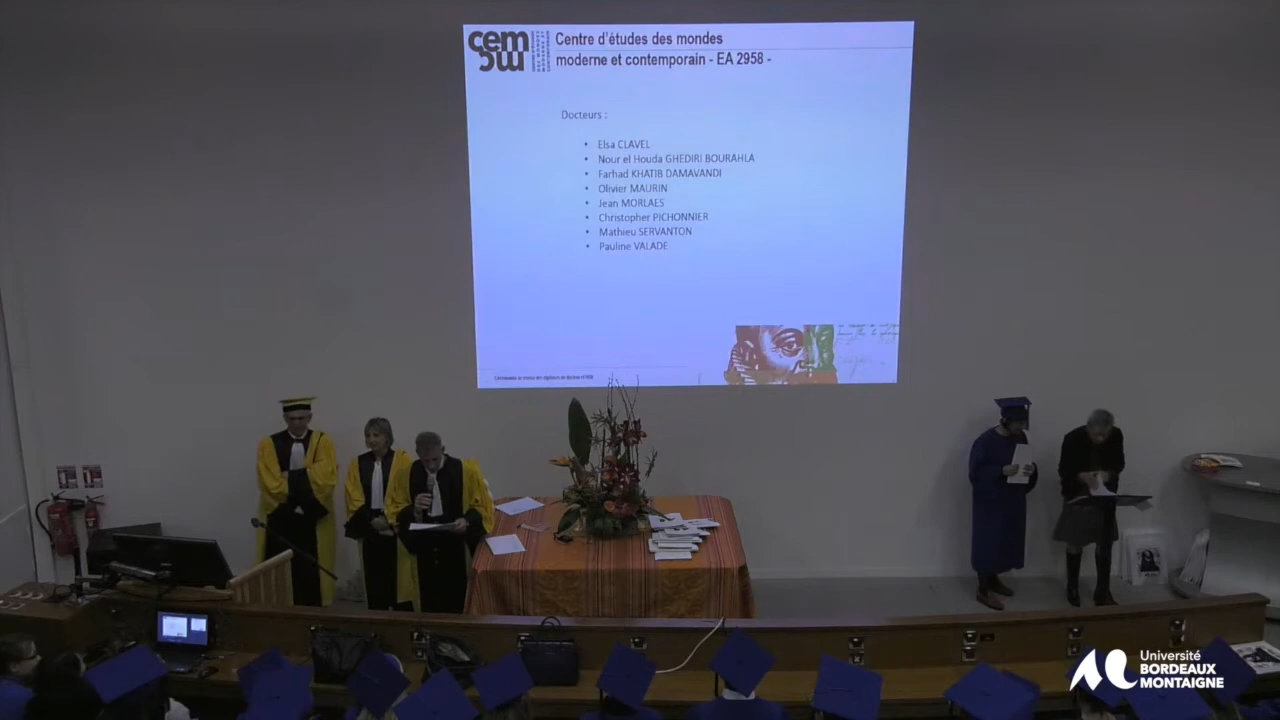 cem
Centre d'études des mondes
moderne et contemporain - EA 2958 -
Docteurs :
• Elsa CLAVEL
• Nour el Houda GHEDIRI BOURAHLA
• Farhad KHATIB DAMAVANDI
• Olivier MAURIN
• Jean MORLAES
• Christopher PICHONNIER
• Mathieu SERVANTON
• Pauline VALADE
Université
BORDEAUX
MONTAIGNE